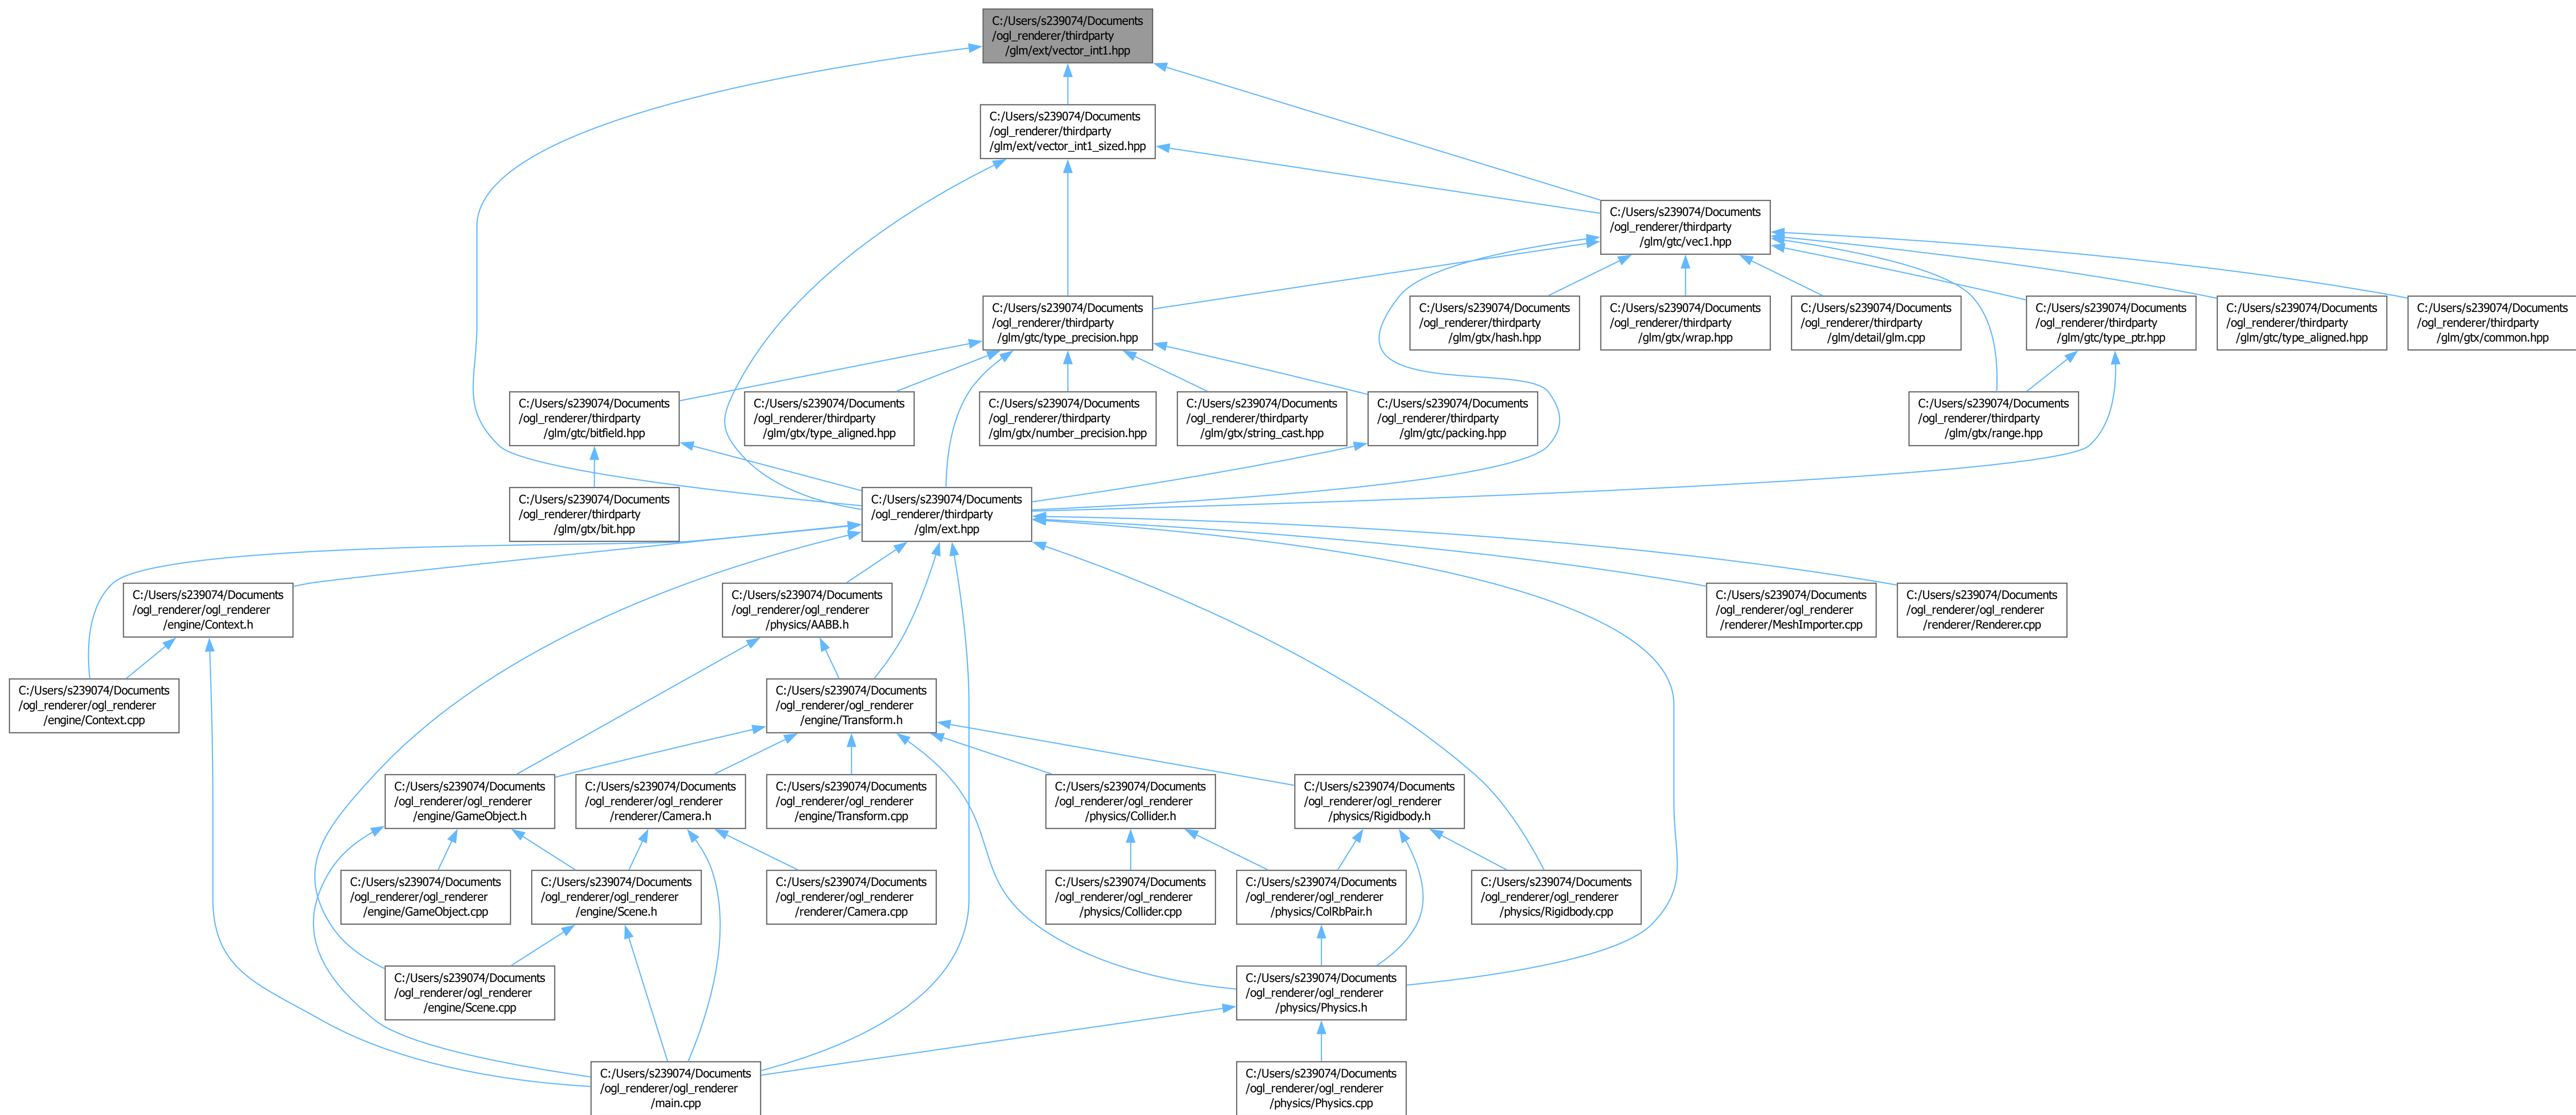 C:/Users/s239074/Documents
/ogl_renderer/thirdparty
/glm/ext/vector_int1.hpp
C:/Users/s239074/Documents
/ogl_renderer/thirdparty
/glm/ext/vector_int1_sized.hpp
C:/Users/s239074/Documents
/ogl_renderer/thirdparty
/glm/gtc/vec1.hpp
C:/Users/s239074/Documents
/ogl_renderer/thirdparty
/glm/gtc/type_precision.hpp
C:/Users/s239074/Documents
/ogl_renderer/thirdparty
/glm/gtx/hash.hpp
C:/Users/s239074/Documents
/ogl_renderer/thirdparty
/glm/gtx/wrap.hpp
C:/Users/s239074/Documents
/ogl_renderer/thirdparty
/glm/detail/glm.cpp
C:/Users/s239074/Documents
/ogl_renderer/thirdparty
/glm/gtc/type_ptr.hpp
C:/Users/s239074/Documents
/ogl_renderer/thirdparty
/glm/gtc/type_aligned.hpp
C:/Users/s239074/Documents
/ogl_renderer/thirdparty
/glm/gtx/common.hpp
C:/Users/s239074/Documents
/ogl_renderer/thirdparty
/glm/gtc/bitfield.hpp
C:/Users/s239074/Documents
/ogl_renderer/thirdparty
/glm/gtx/type_aligned.hpp
C:/Users/s239074/Documents
/ogl_renderer/thirdparty
/glm/gtx/number_precision.hpp
C:/Users/s239074/Documents
/ogl_renderer/thirdparty
/glm/gtx/string_cast.hpp
C:/Users/s239074/Documents
/ogl_renderer/thirdparty
/glm/gtc/packing.hpp
C:/Users/s239074/Documents
/ogl_renderer/thirdparty
/glm/gtx/range.hpp
C:/Users/s239074/Documents
/ogl_renderer/thirdparty
/glm/gtx/bit.hpp
C:/Users/s239074/Documents
/ogl_renderer/thirdparty
/glm/ext.hpp
C:/Users/s239074/Documents
/ogl_renderer/ogl_renderer
/engine/Context.h
C:/Users/s239074/Documents
/ogl_renderer/ogl_renderer
/physics/AABB.h
C:/Users/s239074/Documents
/ogl_renderer/ogl_renderer
/renderer/MeshImporter.cpp
C:/Users/s239074/Documents
/ogl_renderer/ogl_renderer
/renderer/Renderer.cpp
C:/Users/s239074/Documents
/ogl_renderer/ogl_renderer
/engine/Context.cpp
C:/Users/s239074/Documents
/ogl_renderer/ogl_renderer
/engine/Transform.h
C:/Users/s239074/Documents
/ogl_renderer/ogl_renderer
/engine/GameObject.h
C:/Users/s239074/Documents
/ogl_renderer/ogl_renderer
/renderer/Camera.h
C:/Users/s239074/Documents
/ogl_renderer/ogl_renderer
/engine/Transform.cpp
C:/Users/s239074/Documents
/ogl_renderer/ogl_renderer
/physics/Collider.h
C:/Users/s239074/Documents
/ogl_renderer/ogl_renderer
/physics/Rigidbody.h
C:/Users/s239074/Documents
/ogl_renderer/ogl_renderer
/engine/GameObject.cpp
C:/Users/s239074/Documents
/ogl_renderer/ogl_renderer
/engine/Scene.h
C:/Users/s239074/Documents
/ogl_renderer/ogl_renderer
/renderer/Camera.cpp
C:/Users/s239074/Documents
/ogl_renderer/ogl_renderer
/physics/Collider.cpp
C:/Users/s239074/Documents
/ogl_renderer/ogl_renderer
/physics/ColRbPair.h
C:/Users/s239074/Documents
/ogl_renderer/ogl_renderer
/physics/Rigidbody.cpp
C:/Users/s239074/Documents
/ogl_renderer/ogl_renderer
/engine/Scene.cpp
C:/Users/s239074/Documents
/ogl_renderer/ogl_renderer
/physics/Physics.h
C:/Users/s239074/Documents
/ogl_renderer/ogl_renderer
/main.cpp
C:/Users/s239074/Documents
/ogl_renderer/ogl_renderer
/physics/Physics.cpp